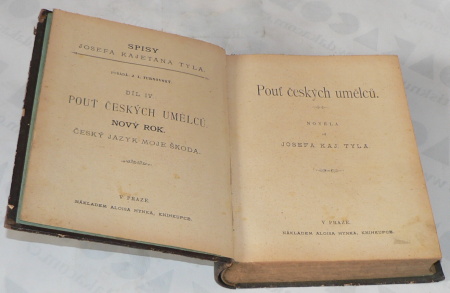 SPISY
JOSEFA KAJETÁNA TYLA.
DÍL IV.
POUŤ ČESKÝCH UMĚLCŮ.
NOVÝ ROK.
ČESKÝ JAZYK MOJE ŠKODA.
V PRAZE.
NÁKLADEM ALOISA HYNKA, KNIHKUPCE.
Pouť českých umělců.
NOVELA
OD
JOSEFA KAJ. TYLA
V PRAZE.
NÁKLADEM ALOISA HYNKA, KNIHKUPCE.